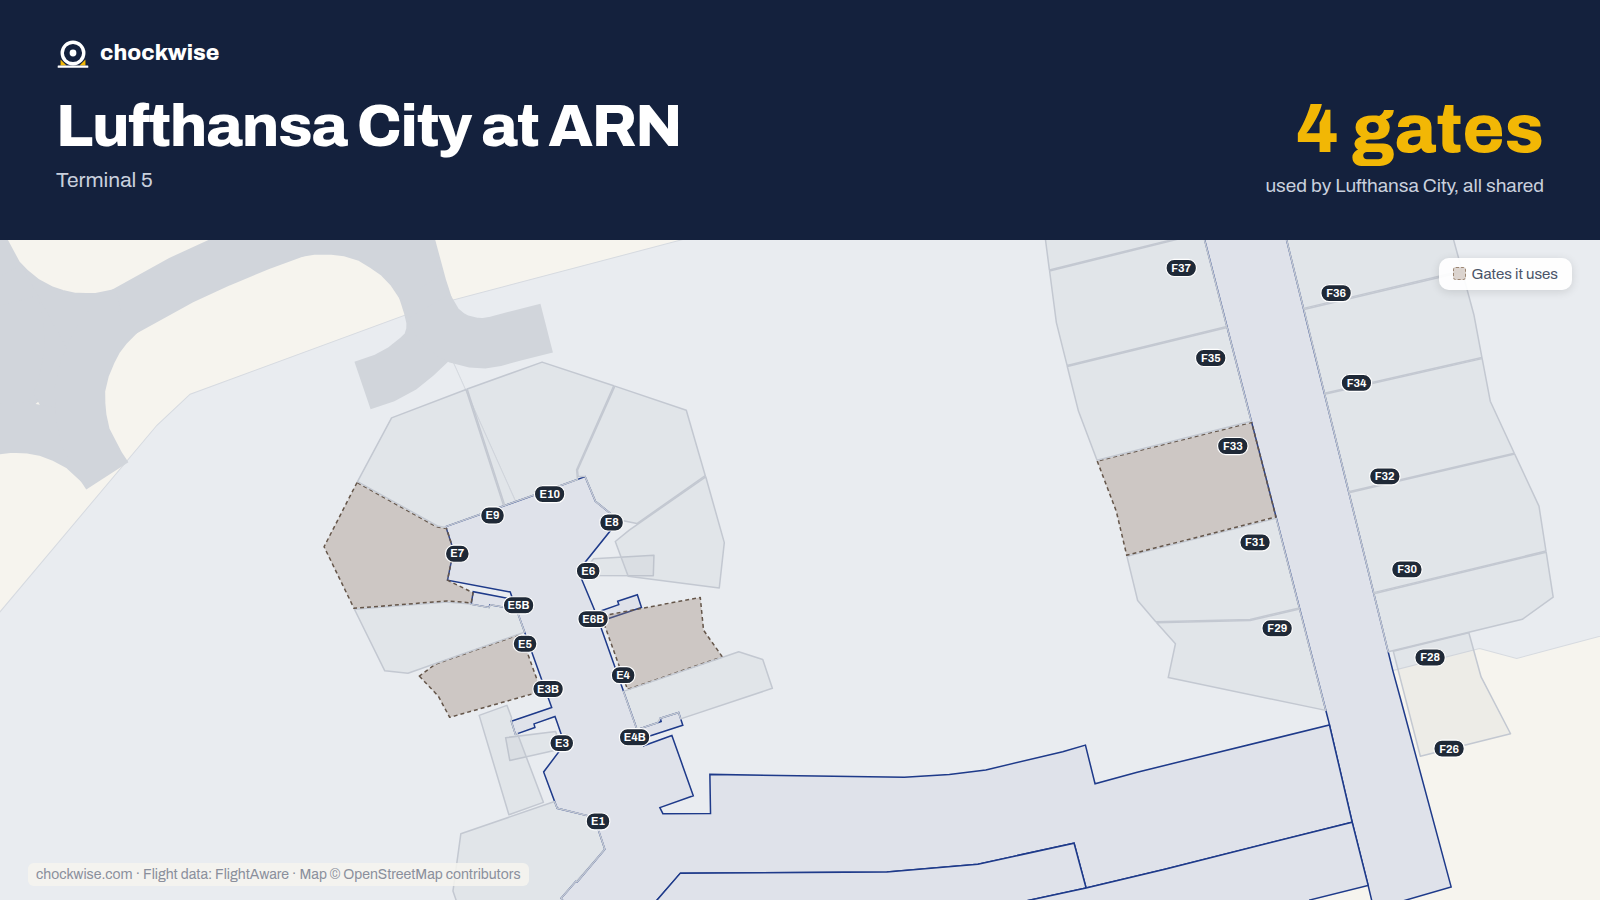 chockwise
Lufthansa City at ARN
Terminal 5
4 gates
used by Lufthansa City, all shared
Gates it uses
F37
F36
F35
F34
F33
F32
F31
F30
F29
F28
F26
E10
E9
E8
E7
E6
E5B
E6B
E5
E4
E3B
E4B
E3
E1
chockwise.com · Flight data: FlightAware · Map © OpenStreetMap contributors